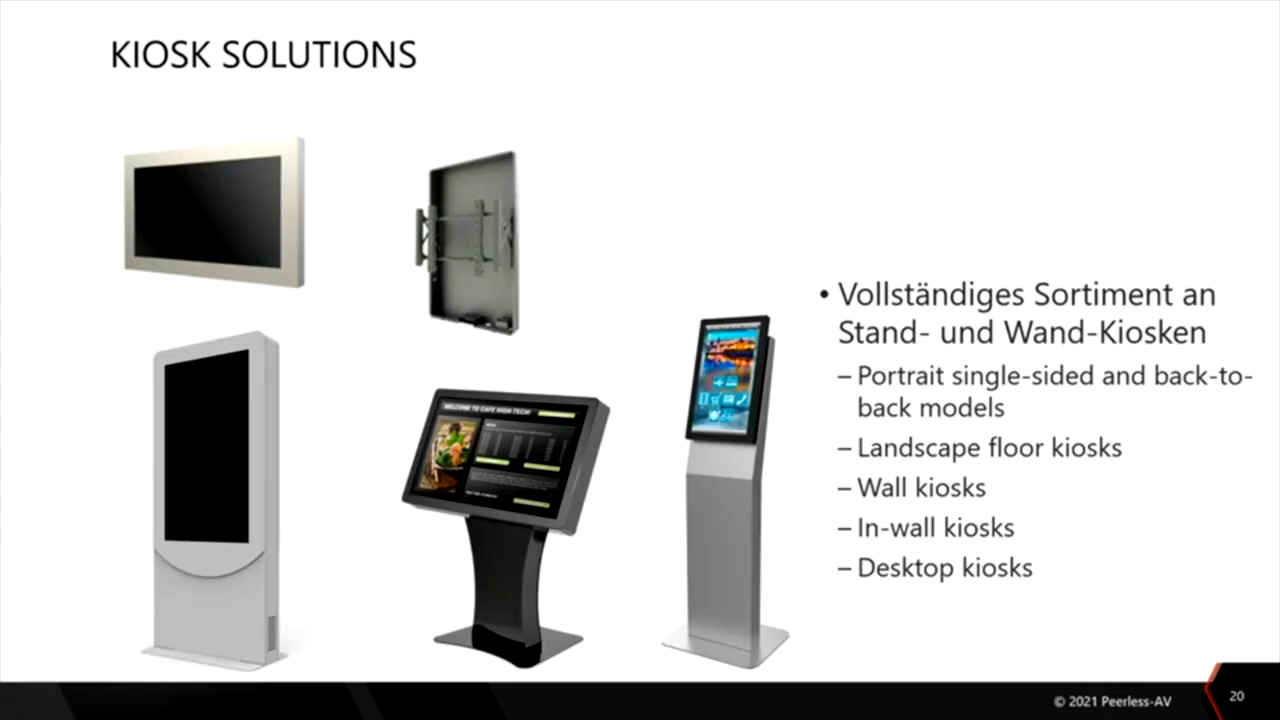 KIOSK SOLUTIONS
WELCOME TO CAFE HIGH-TECH!
• Vollständiges Sortiment an
Stand- und Wand-Kiosken
– Portrait single-sided and back-to-
back models
– Landscape floor kiosks
– Wall kiosks
– In-wall kiosks
– Desktop kiosks
© 2021 Peerless-AV
20